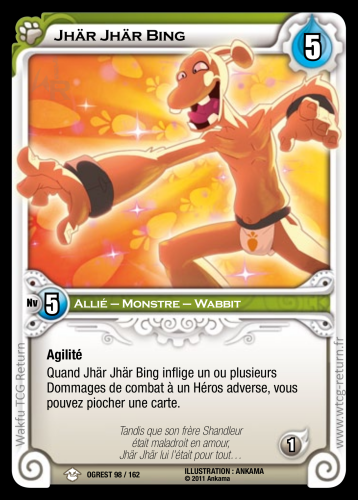 JHÄR JHÄR BING
5
Nv 5 ALLIÉ – MONSTRE – WABBIT
Agilité
Quand Jhär Jhär Bing inflige un ou plusieurs
Dommages de combat à un Héros adverse, vous
pouvez piocher une carte.
Tandis que son frère Shandleur
était maladroit en amour,
Jhär Jhär lui l'était pour tout…
1
OGREST 98 / 162
ILLUSTRATION : ANKAMA
© 2011 Ankama
Wakfu TCG Return
www.wtcg-return.fr